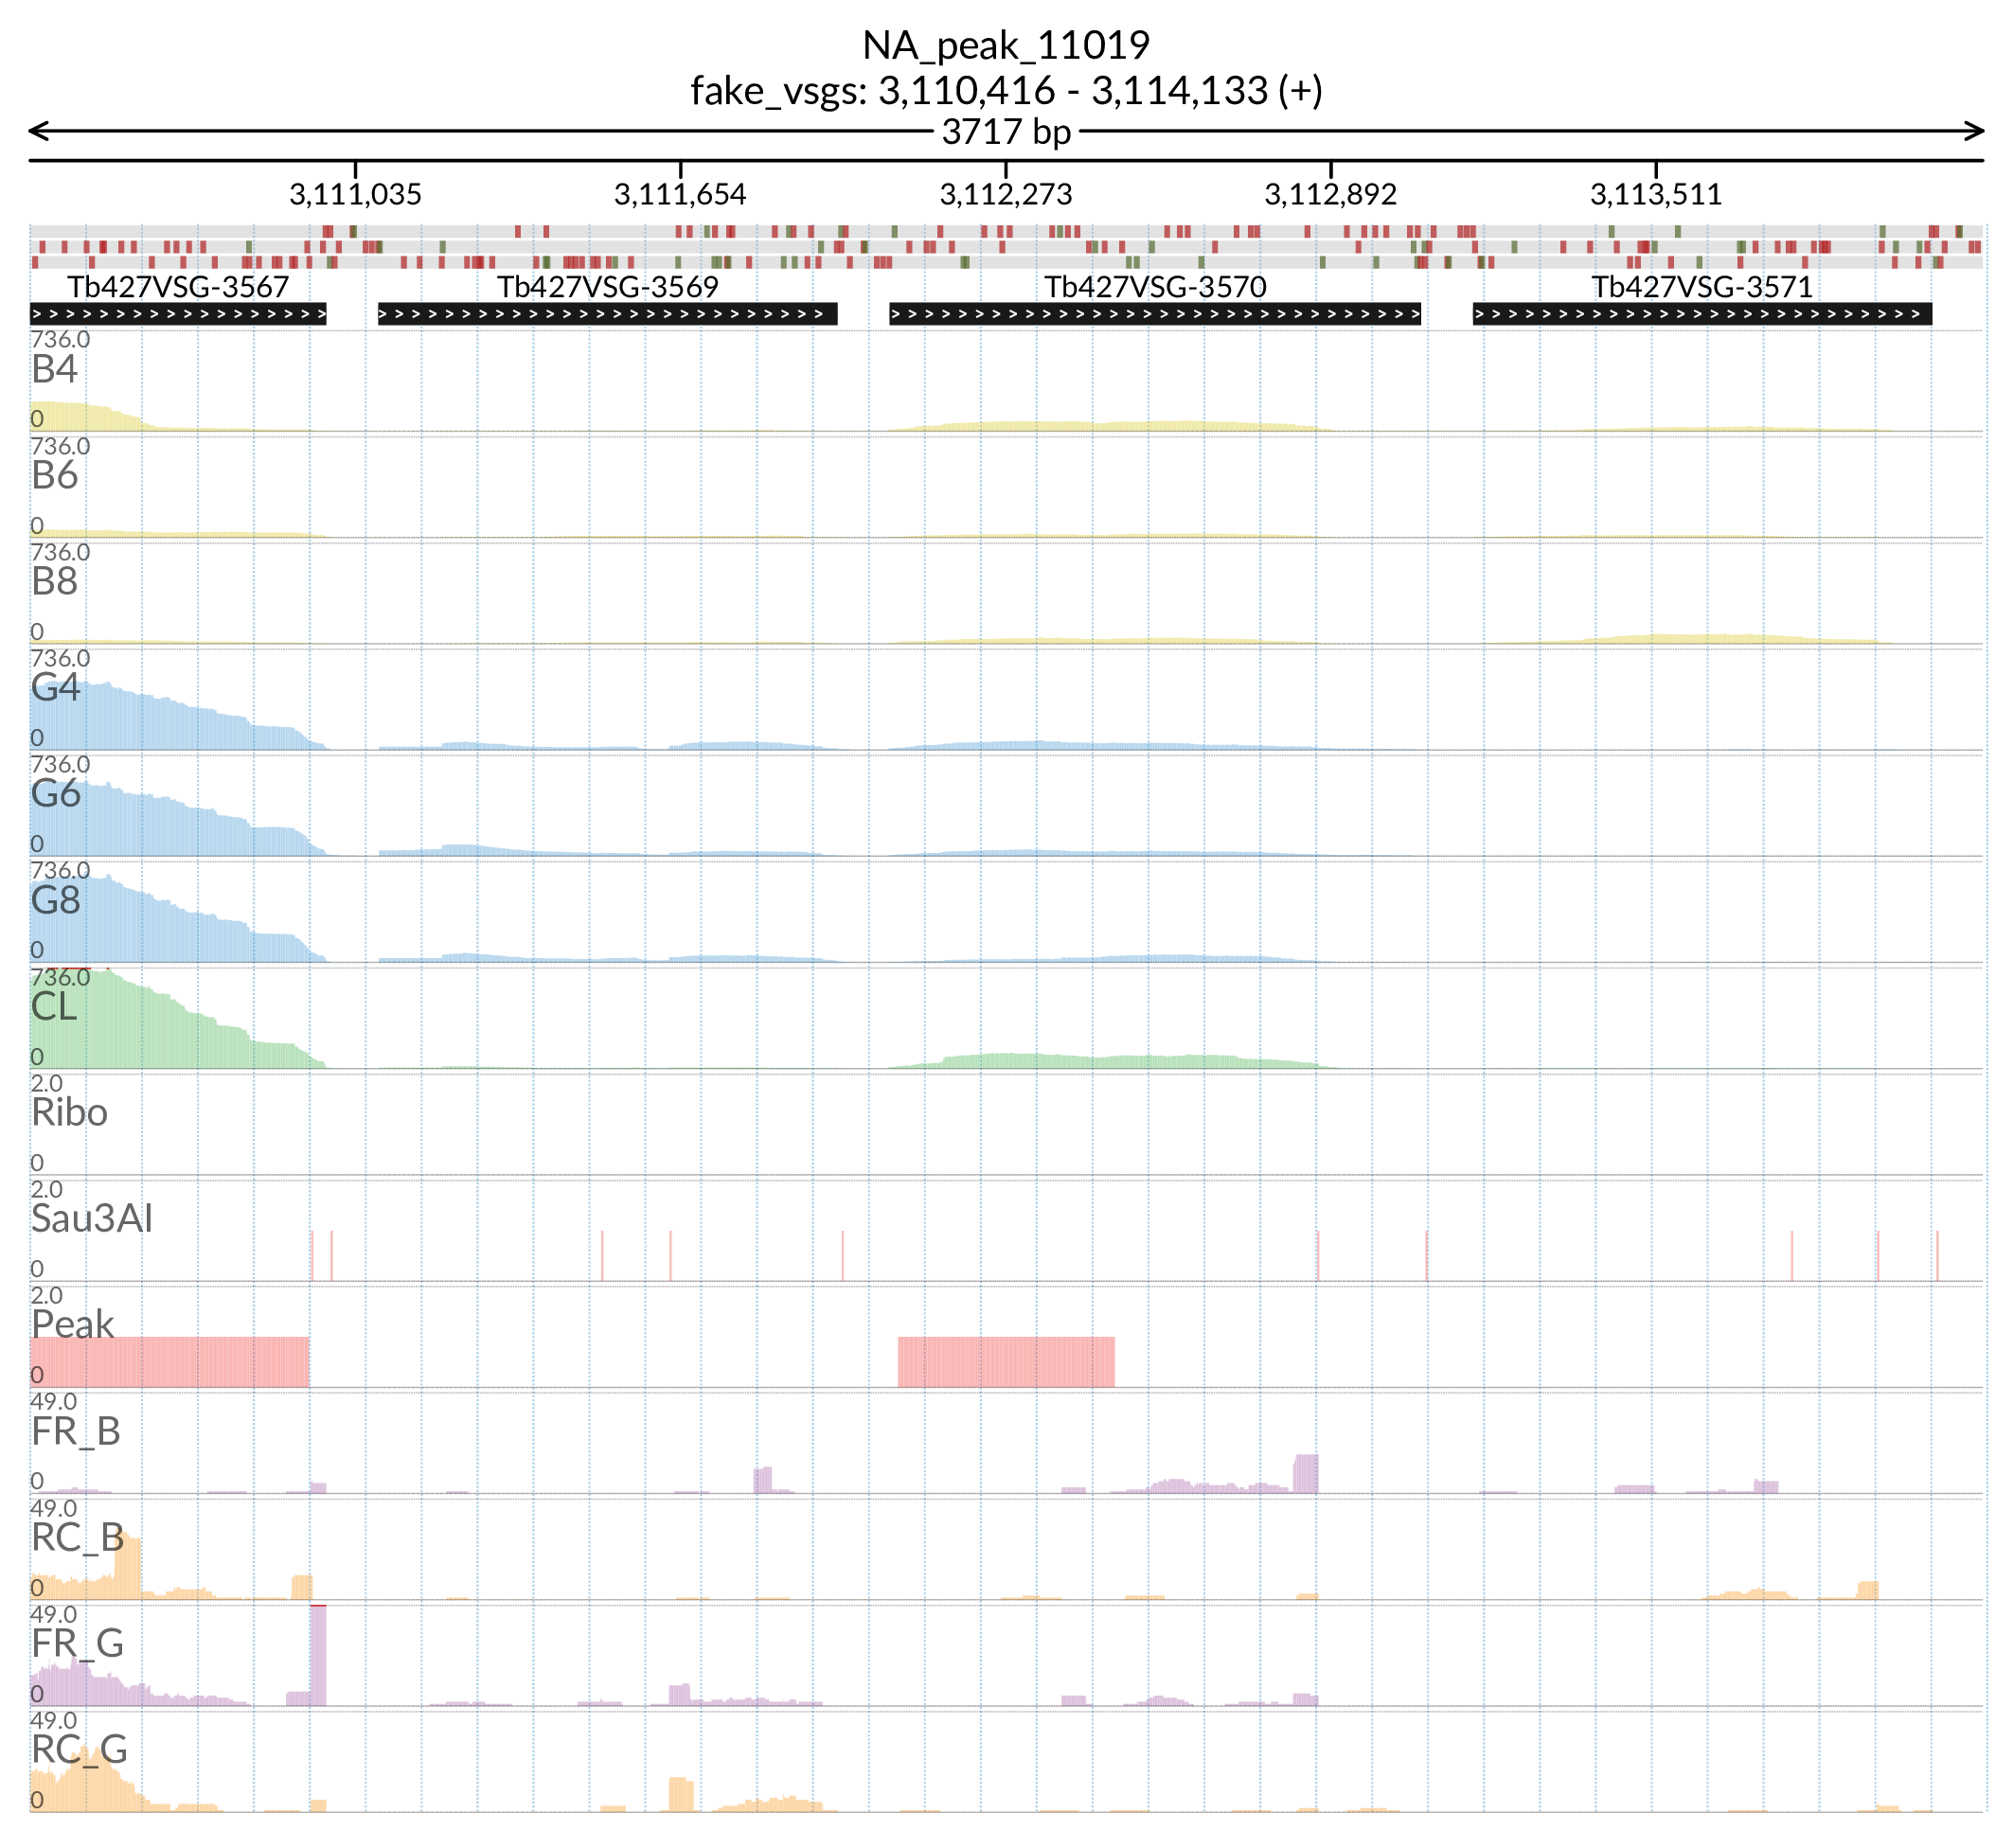 NA_peak_11019
fake_vsgs: 3,110,416 - 3,114,133 (+)
3717 bp
3,111,035 3,111,654 3,112,273 3,112,892 3,113,511
Tb427VSG-3567 Tb427VSG-3569 Tb427VSG-3570 Tb427VSG-3571
736.0
B4
0
736.0
B6
0
736.0
B8
0
736.0
G4
0
736.0
G6
0
736.0
G8
0
736.0
CL
0
2.0
Ribo
0
2.0
Sau3AI
0
2.0
Peak
0
49.0
FR_B
0
49.0
RC_B
0
49.0
FR_G
0
49.0
RC_G
0